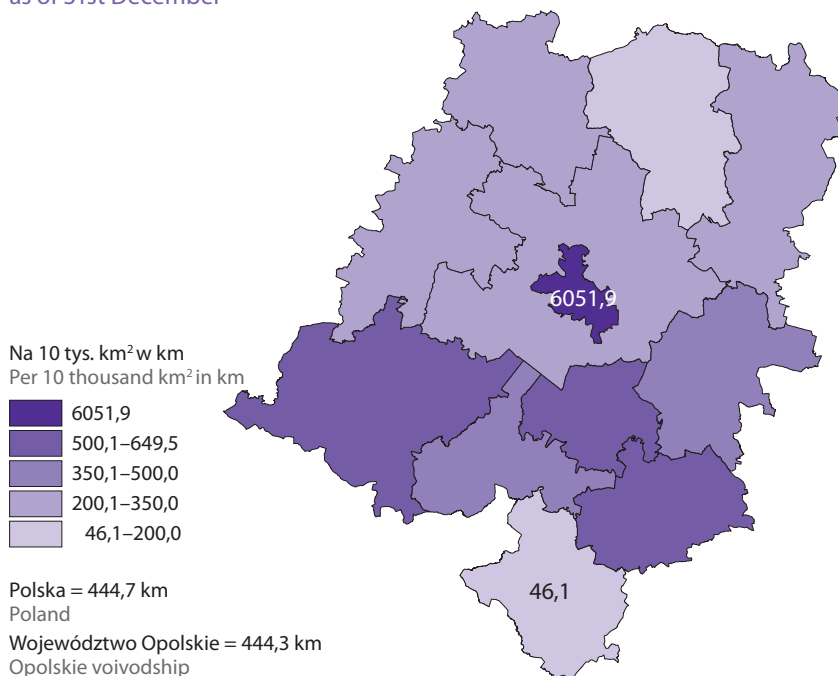 as of 31st December
6051,9
Na 10 tys. km² w km
Per 10 thousand km² in km
6051,9
500,1–649,5
350,1–500,0
200,1–350,0
46,1–200,0
46,1
Polska = 444,7 km
Poland
Województwo Opolskie = 444,3 km
Opolskie voivodship